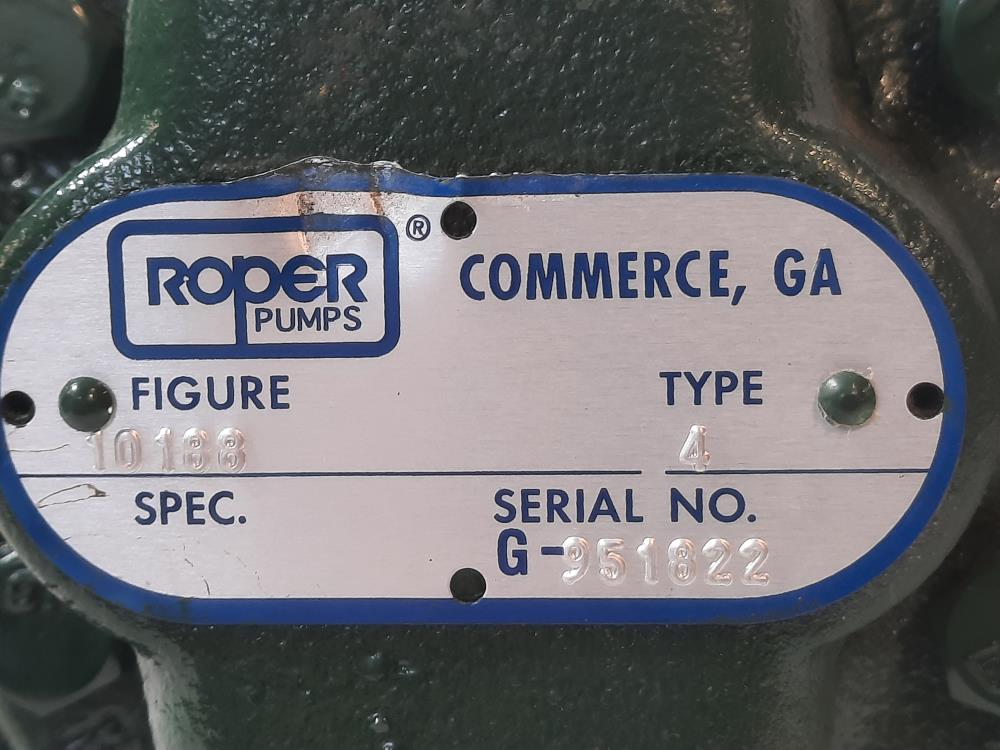 ROPER
PUMPS
®
COMMERCE, GA
FIGURE
TYPE
10188
4
SPEC.
SERIAL NO.
G-951822